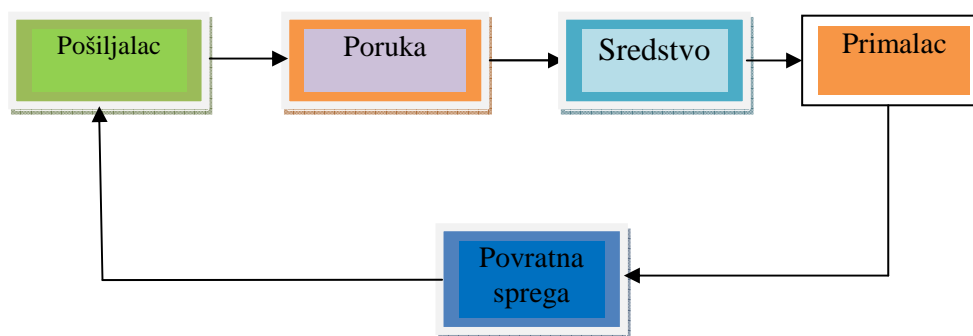 Pošiljalac
Poruka
Sredstvo
Primalac
Povratna
sprega